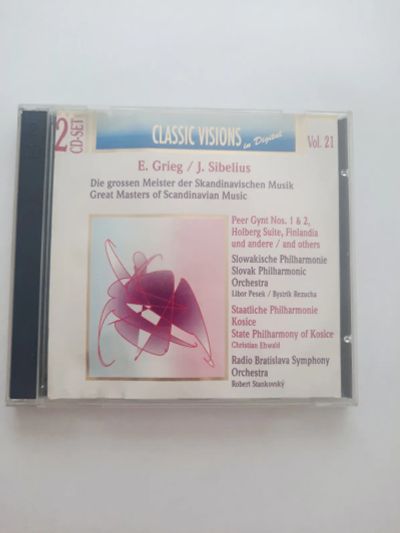 2
CD-SET
CLASSIC VISIONS
in Digital
Vol. 21
E. Grieg / J. Sibelius
Die grossen Meister der Skandinavischen Musik
Great Masters of Scandinavian Music
Peer Gynt Nos. 1 & 2,
Holberg Suite, Finlandia
und andere / and others
Slowakische Philharmonie
Slovak Philharmonic
Orchestra
Libor Pesek / Bystrik Rezucha
Staatliche Philharmonie
Kosice
State Philharmony of Kosice
Christian Ehwald
Radio Bratislava Symphony
Orchestra
Robert Stankovský